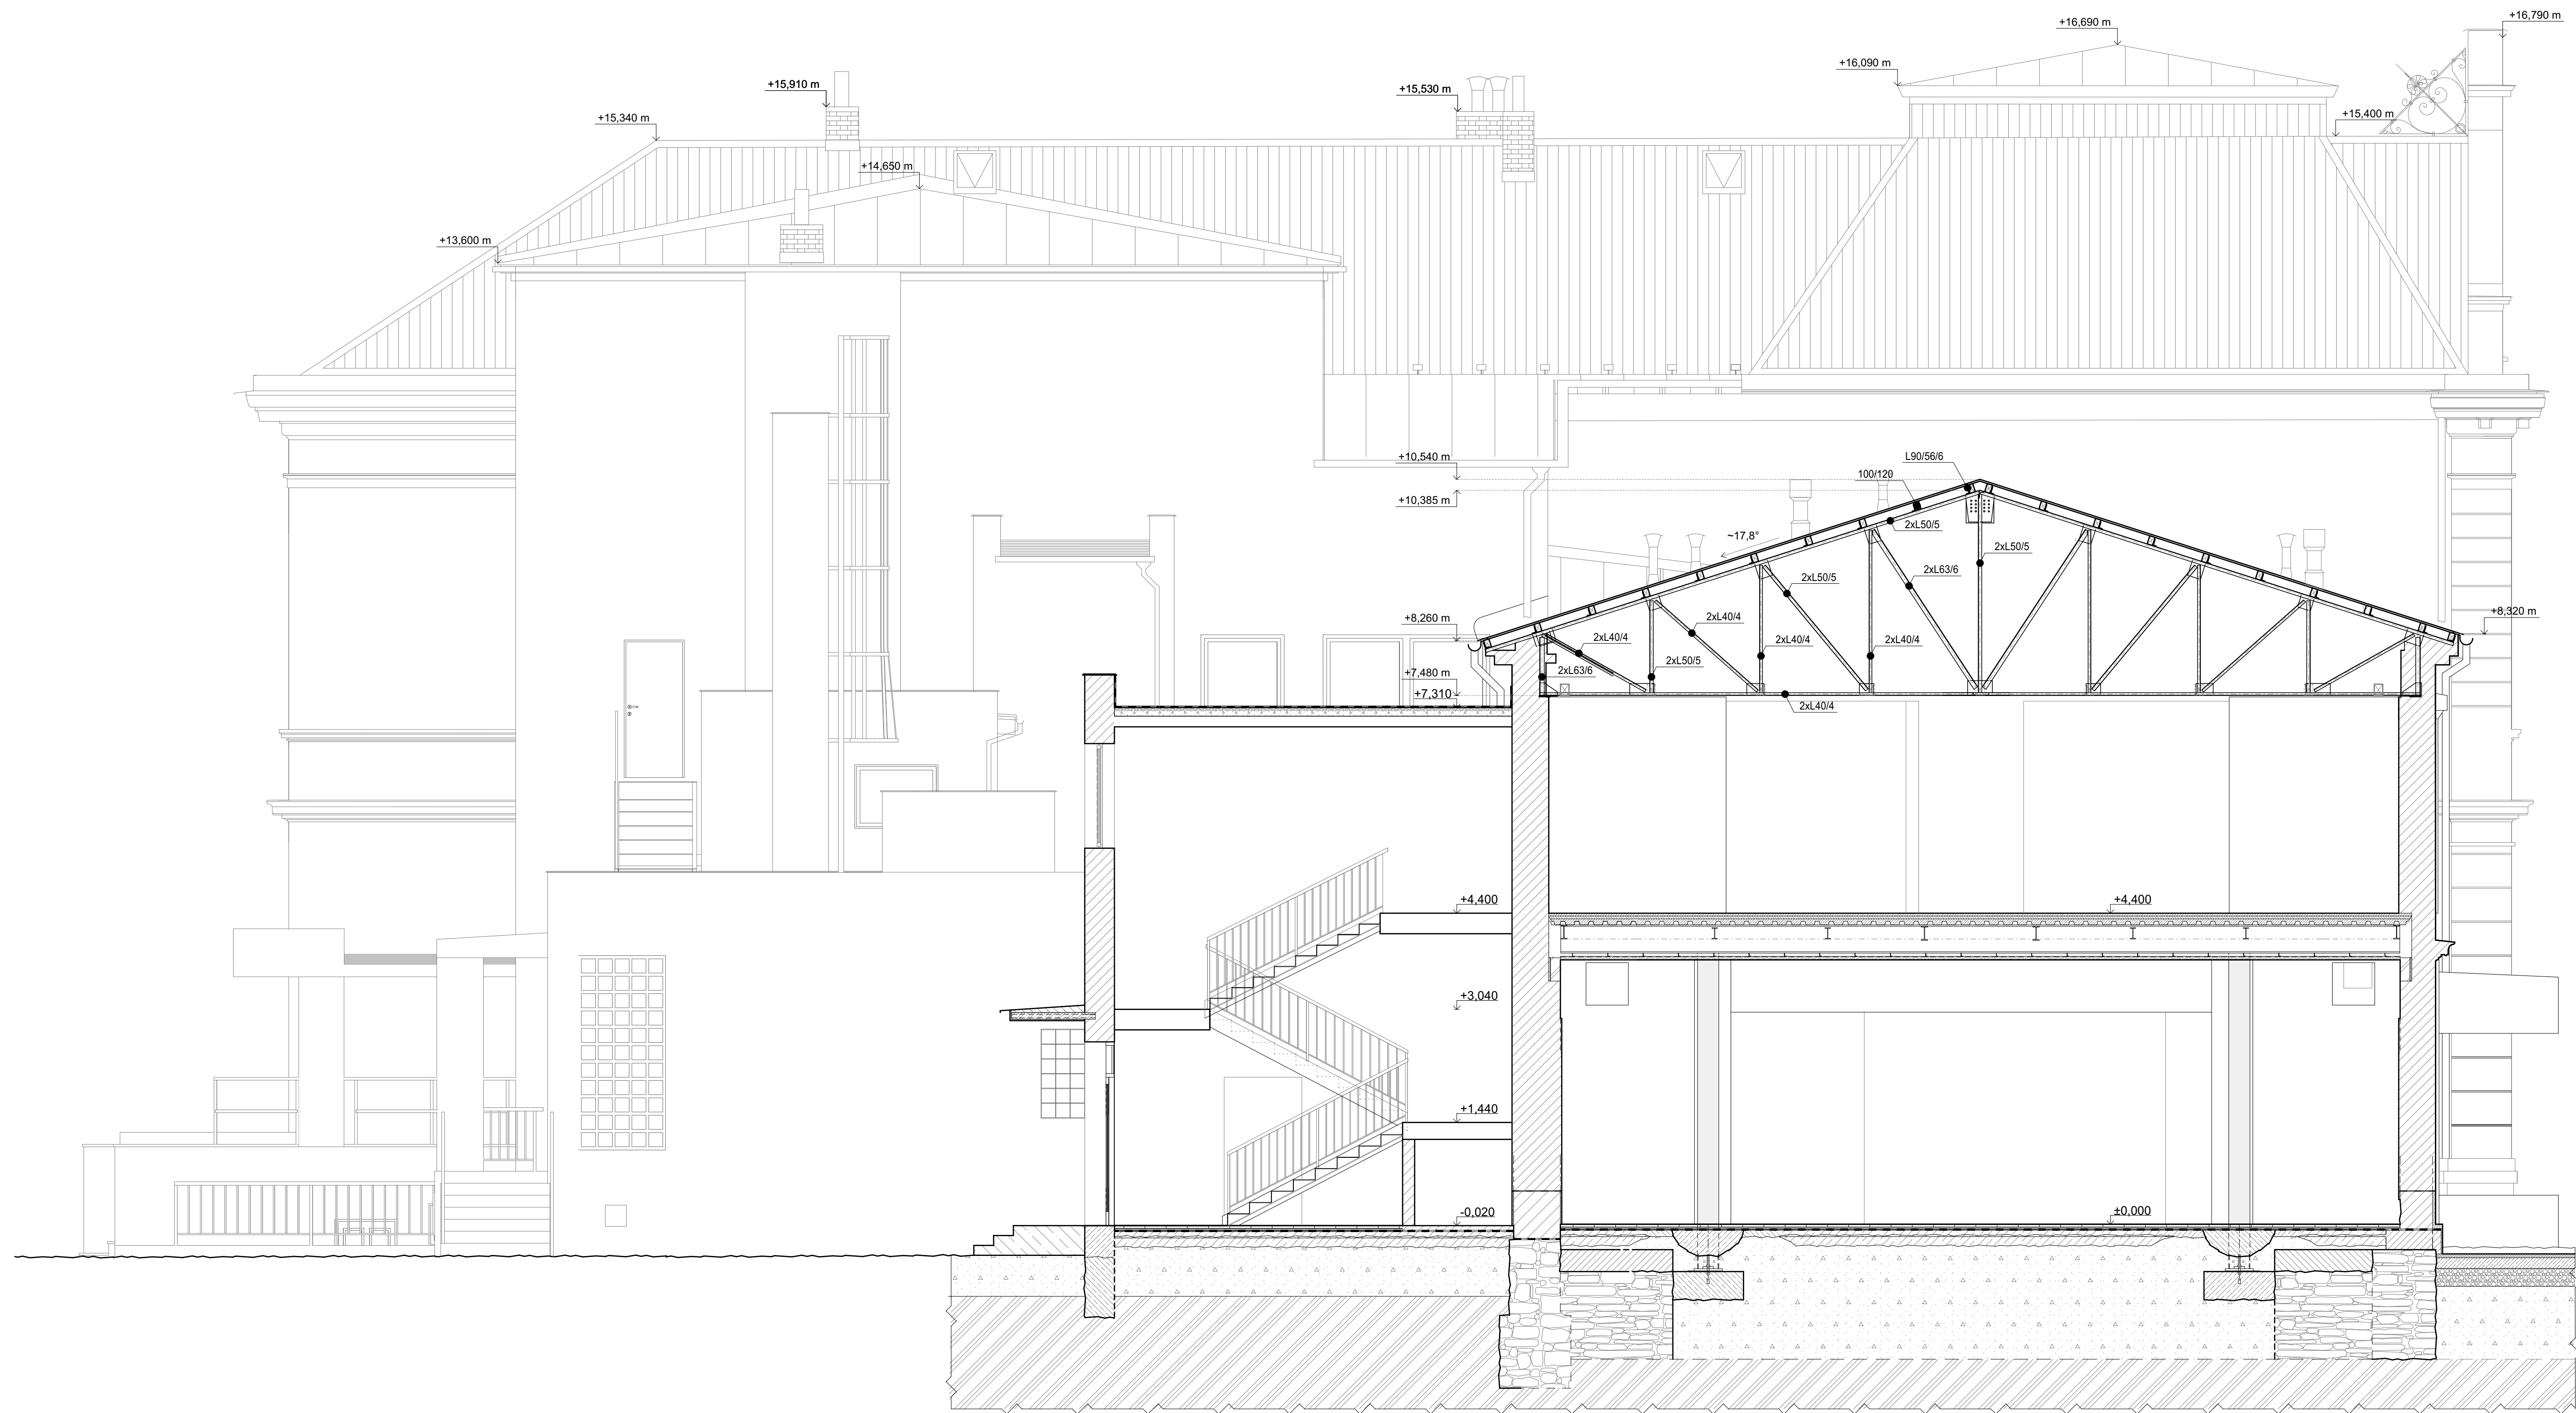 +16,790 m
+16,690 m
+16,090 m
+15,910 m
+15,530 m
+15,340 m
+15,400 m
+14,650 m
+13,600 m
+10,540 m
L90/56/6
100/120
+10,385 m
2xL50/5
~17,8°
2xL50/5
2xL63/6
2xL50/5
+8,320 m
+8,260 m
2xL40/4
2xL40/4
2xL40/4
2xL40/4
2xL50/5
+7,480 m
2xL63/6
+7,310
2xL40/4
+4,400
+4,400
+3,040
+1,440
-0,020
±0,000